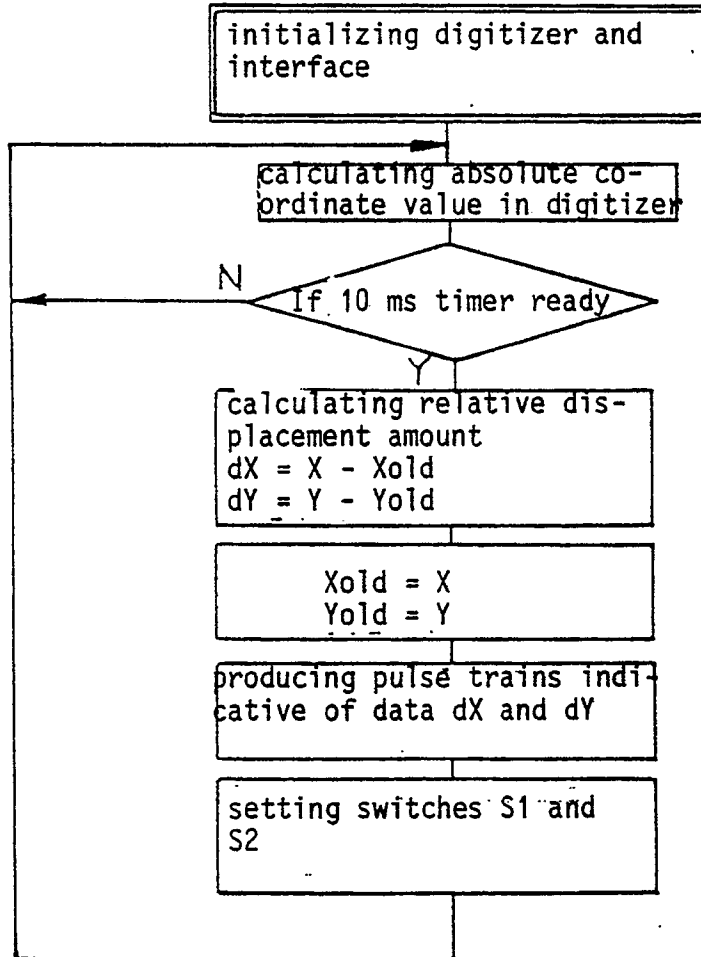 initializing digitizer and
interface
calculating absolute co-
ordinate value in digitizer
N
If 10 ms timer ready
Y
calculating relative dis-
placement amount
dX = X - Xold
dY = Y - Yold
Xold = X
Yold = Y
producing pulse trains indi-
cative of data dX and dY
setting switches S1 and
S2